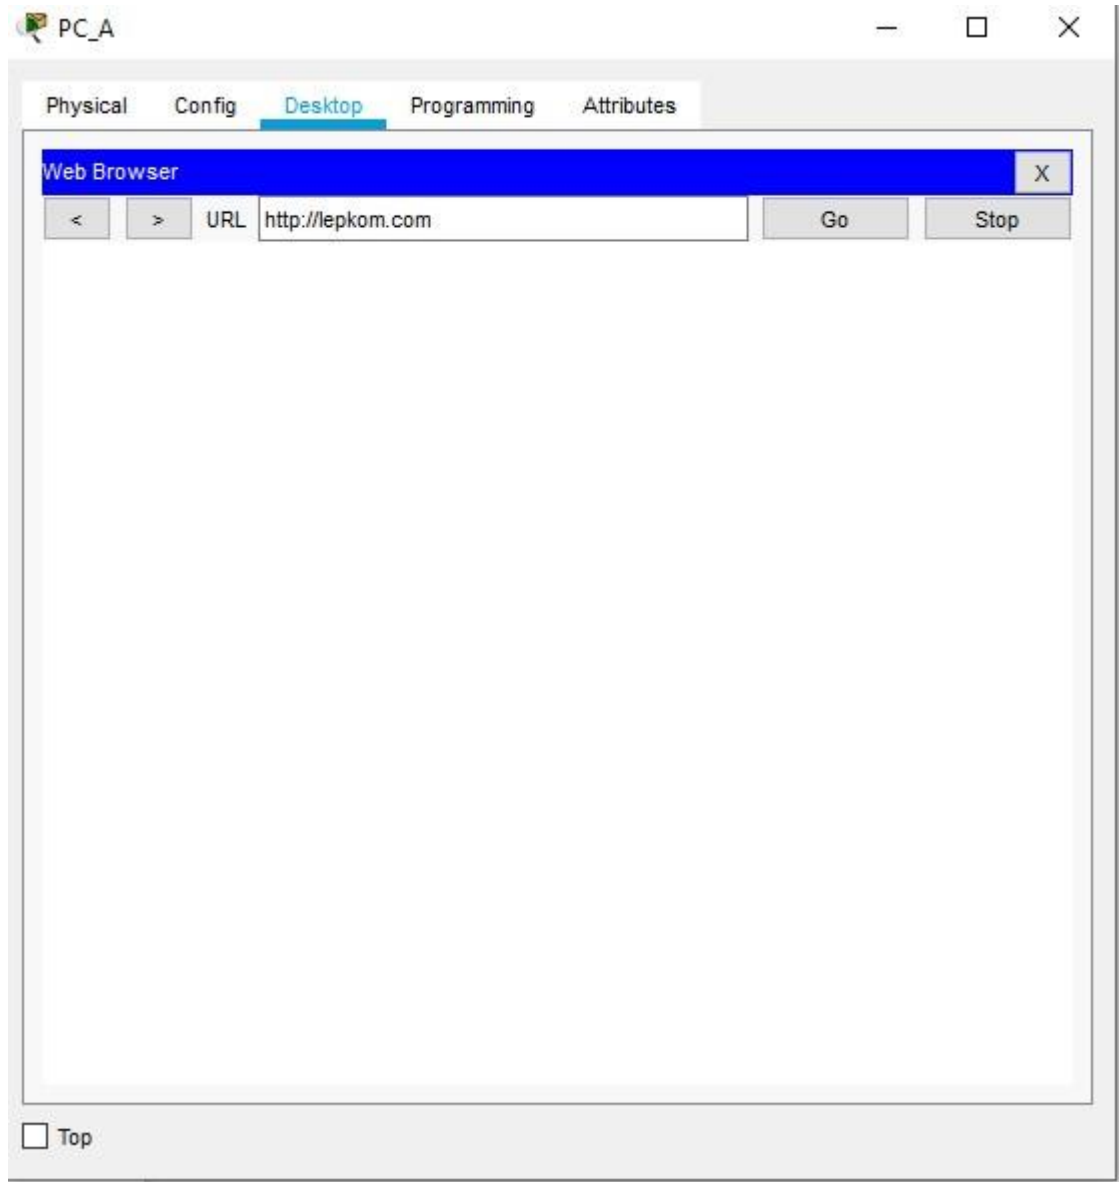 PC_A
Physical Config Desktop Programming Attributes
Web Browser X
< > URL http://lepkom.com Go Stop
Top